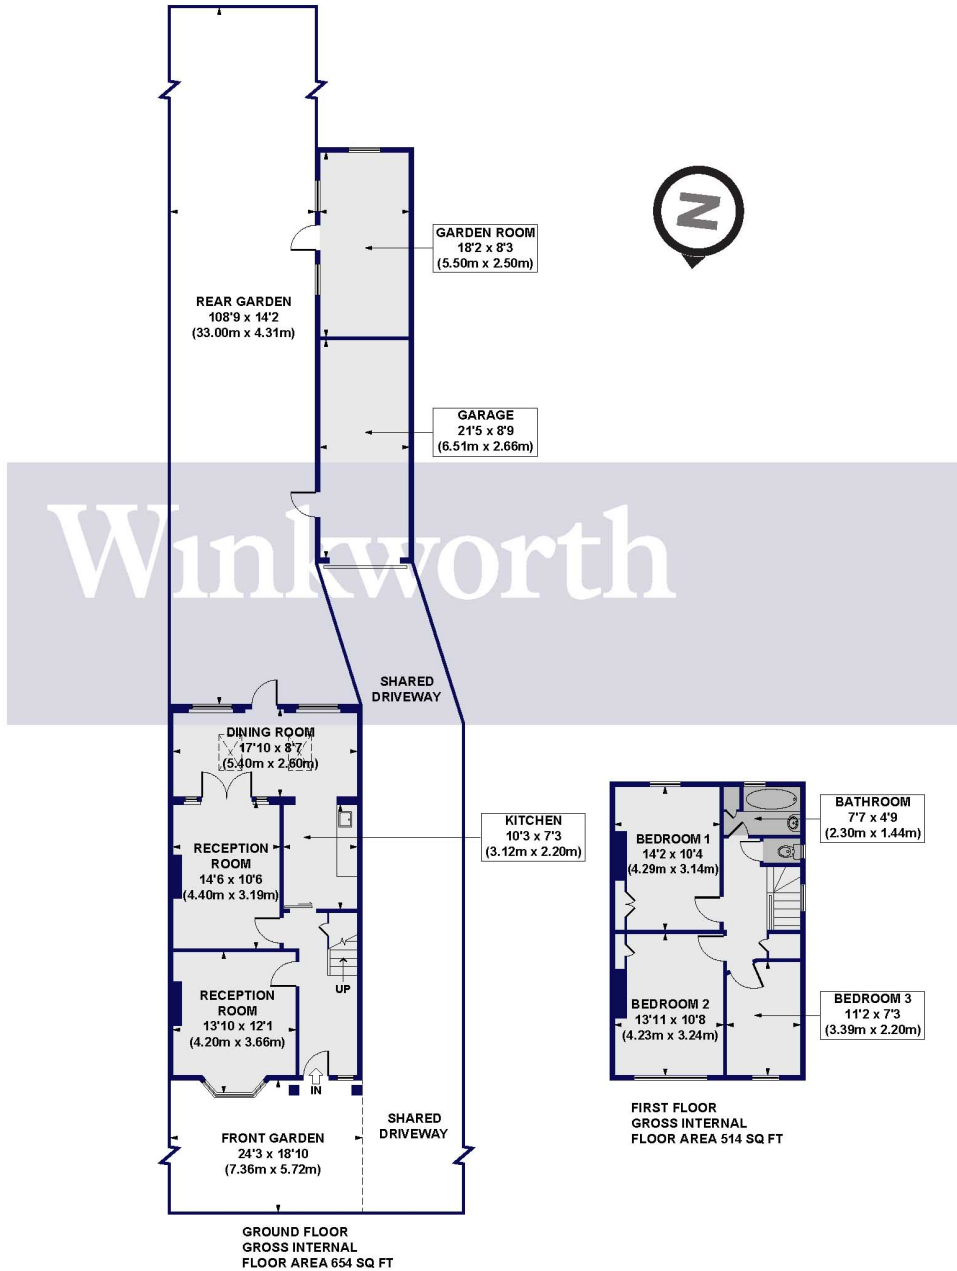 N
GARDEN ROOM
18'2 x 8'3
(5.50m x 2.50m)
REAR GARDEN
108'9 x 14'2
(33.00m x 4.31m)
GARAGE
21'5 x 8'9
(6.51m x 2.66m)
Winkworth
SHARED
DRIVEWAY
DINING ROOM
17'10 x 8'7
(5.40m x 2.60m)
KITCHEN
10'3 x 7'3
(3.12m x 2.20m)
RECEPTION
ROOM
14'6 x 10'6
(4.40m x 3.19m)
UP
RECEPTION
ROOM
13'10 x 12'1
(4.20m x 3.66m)
IN
SHARED
DRIVEWAY
FRONT GARDEN
24'3 x 18'10
(7.36m x 5.72m)
GROUND FLOOR
GROSS INTERNAL
FLOOR AREA 654 SQ FT
BATHROOM
7'7 x 4'9
(2.30m x 1.44m)
BEDROOM 1
14'2 x 10'4
(4.29m x 3.14m)
BEDROOM 2
13'11 x 10'8
(4.23m x 3.24m)
BEDROOM 3
11'2 x 7'3
(3.39m x 2.20m)
FIRST FLOOR
GROSS INTERNAL
FLOOR AREA 514 SQ FT